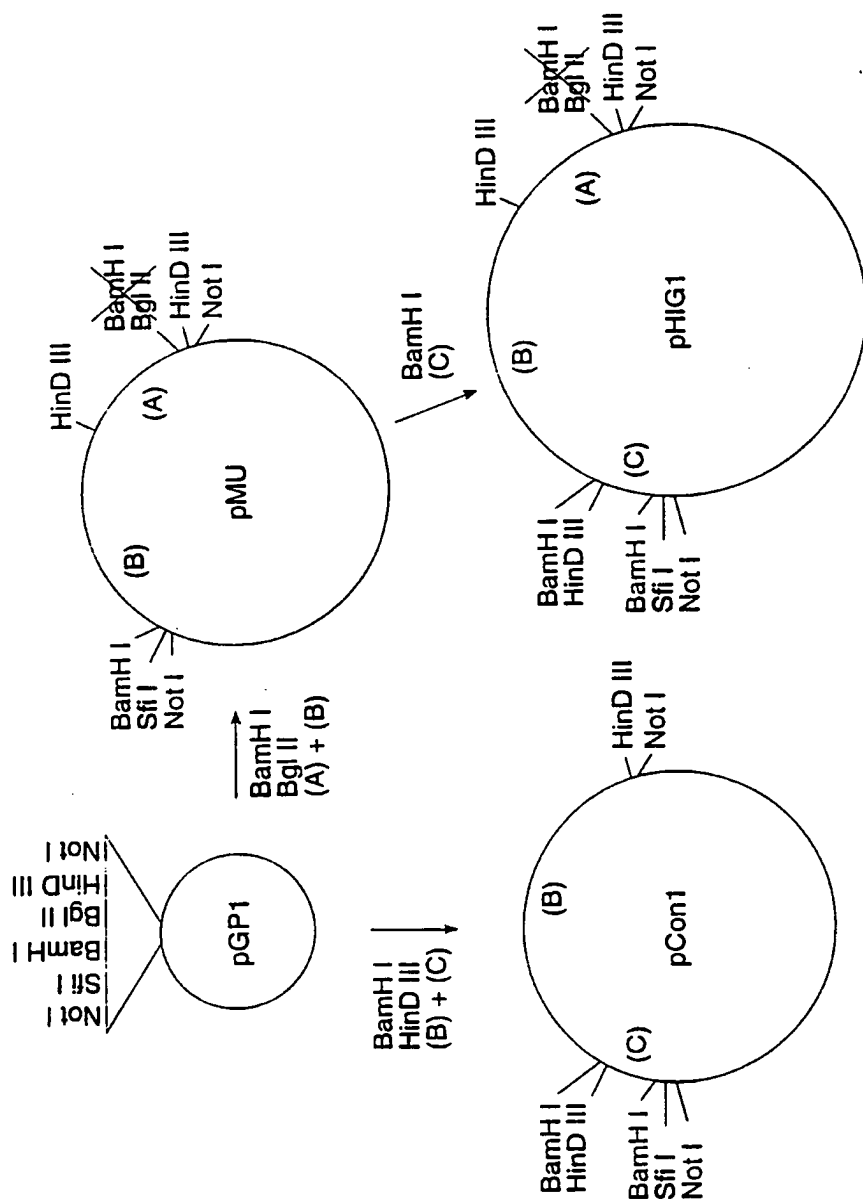 Not I
Sfi I
BamH I
Bgl II
HinD III
Not I
pGP1
BamH I
Bgl II
(A) + (B)
BamH I
Sfi I
Not I
(B)
HinD III
(A)
BamH I
Bgl II
HinD III
Not I
pMU
BamH I
HinD III
(B) + (C)
BamH I
(C)
BamH I
HinD III
(C)
BamH I
Sfi I
Not I
(B)
HinD III
Not I
pCon1
BamH I
HinD III
(C)
BamH I
Sfi I
Not I
(B)
HinD III
(A)
BamH I
Bgl II
HinD III
Not I
pHIG1